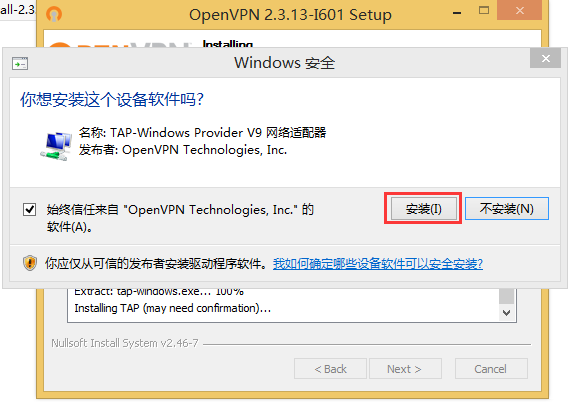 all-2.3
OpenVPN 2.3.13-I601 Setup
Installing
Windows 安全
你想安装这个设备软件吗?
名称: TAP-Windows Provider V9 网络适配器
发布者: OpenVPN Technologies, Inc.
始终信任来自 "OpenVPN Technologies, Inc." 的
软件(A)。
安装(I)
不安装(N)
你应仅从可信的发布者安装驱动程序软件。我如何确定哪些设备软件可以安全安装?
Extract: tap-windows.exe... 100%
Installing TAP (may need confirmation)...
Nullsoft Install System v2.46-7
< Back
Next >
Cancel